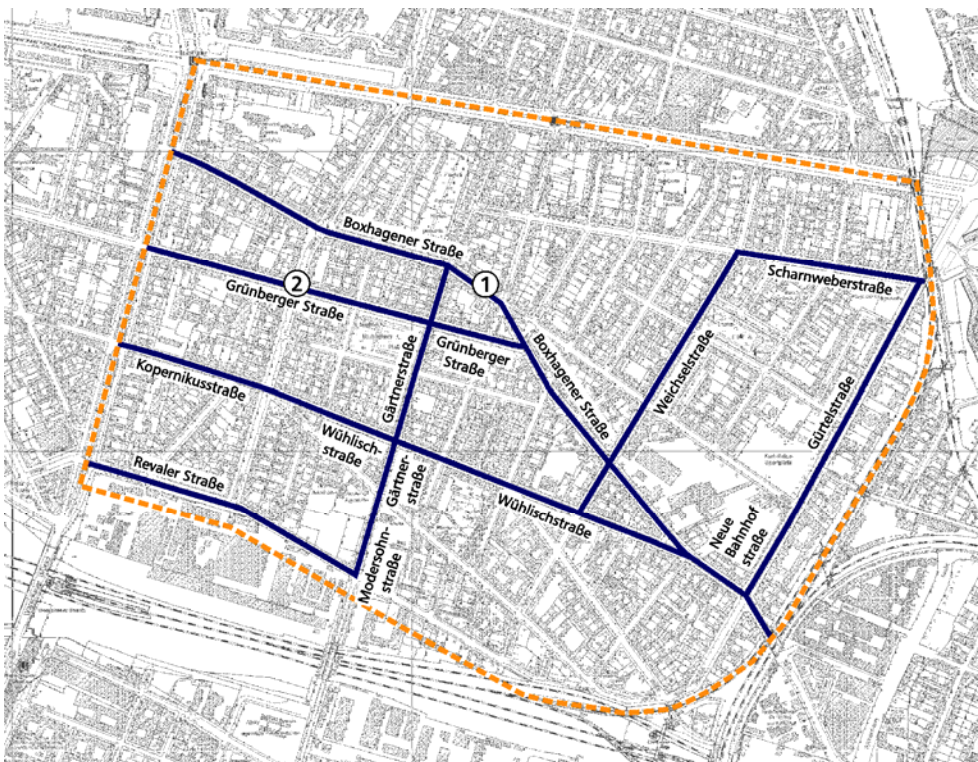 Boxhagener Straße
1
2
Grünberger Straße
Grünberger
Straße
Scharnweberstraße
Boxhagener Straße
Weichselstraße
Gürtelstraße
Gärtnerstraße
Kopernikusstraße
Wühlisch-
straße
Gärtner-
straße
Revaler Straße
Wühlischstraße
Neue
Bahnhof
straße
Modersohn-
straße